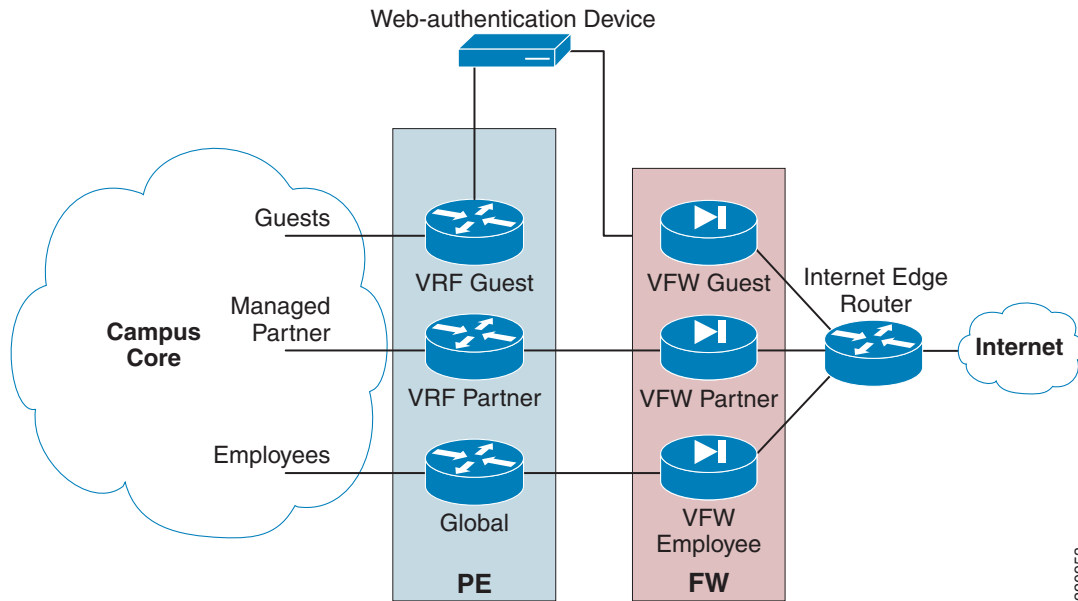 Web-authentication Device
Guests
VRF Guest
VFW Guest
Internet Edge
Router
Managed
Partner
Campus
Core
VRF Partner
VFW Partner
Internet
Employees
Global
VFW
Employee
PE
FW